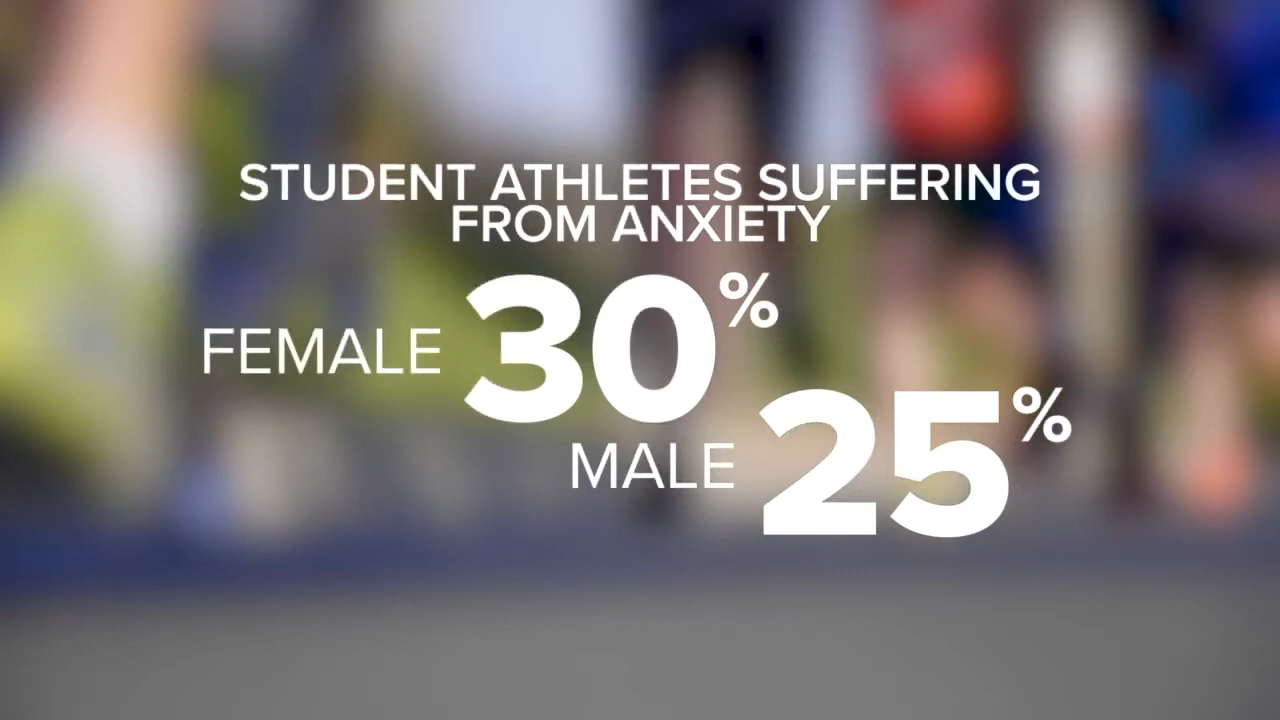 STUDENT ATHLETES SUFFERING
FROM ANXIETY
FEMALE 30%
MALE 25%